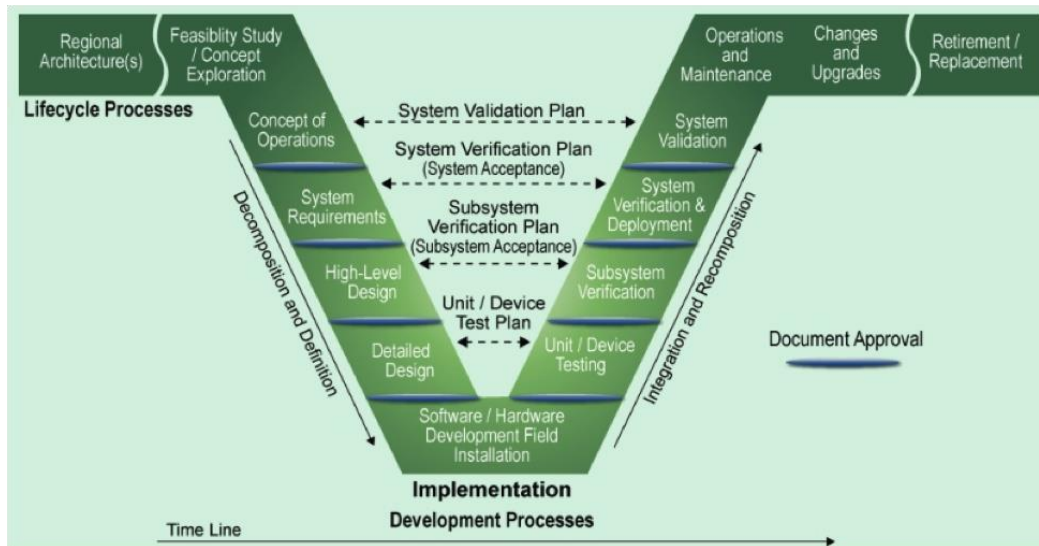 Regional
Architecture(s)
Feasiblity Study
/ Concept
Exploration
Operations
and
Maintenance
Changes
and
Upgrades
Retirement /
Replacement
Lifecycle Processes
Concept of
Operations
System Validation Plan
System
Validation
System Verification Plan
(System Acceptance)
System
Requirements
System
Verification &
Deployment
Subsystem
Verification Plan
(Subsystem Acceptance)
High-Level
Design
Subsystem
Verification
Unit / Device
Test Plan
Detailed
Design
Unit / Device
Testing
Decomposition and Definition
Integration and Recomposition
Document Approval
Software / Hardware
Development Field
Installation
Implementation
Development Processes
Time Line